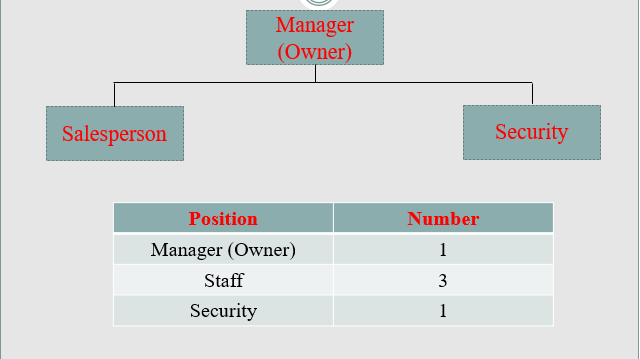 Manager
(Owner)
Salesperson
Security
Position Number
Manager (Owner) 1
Staff 3
Security 1